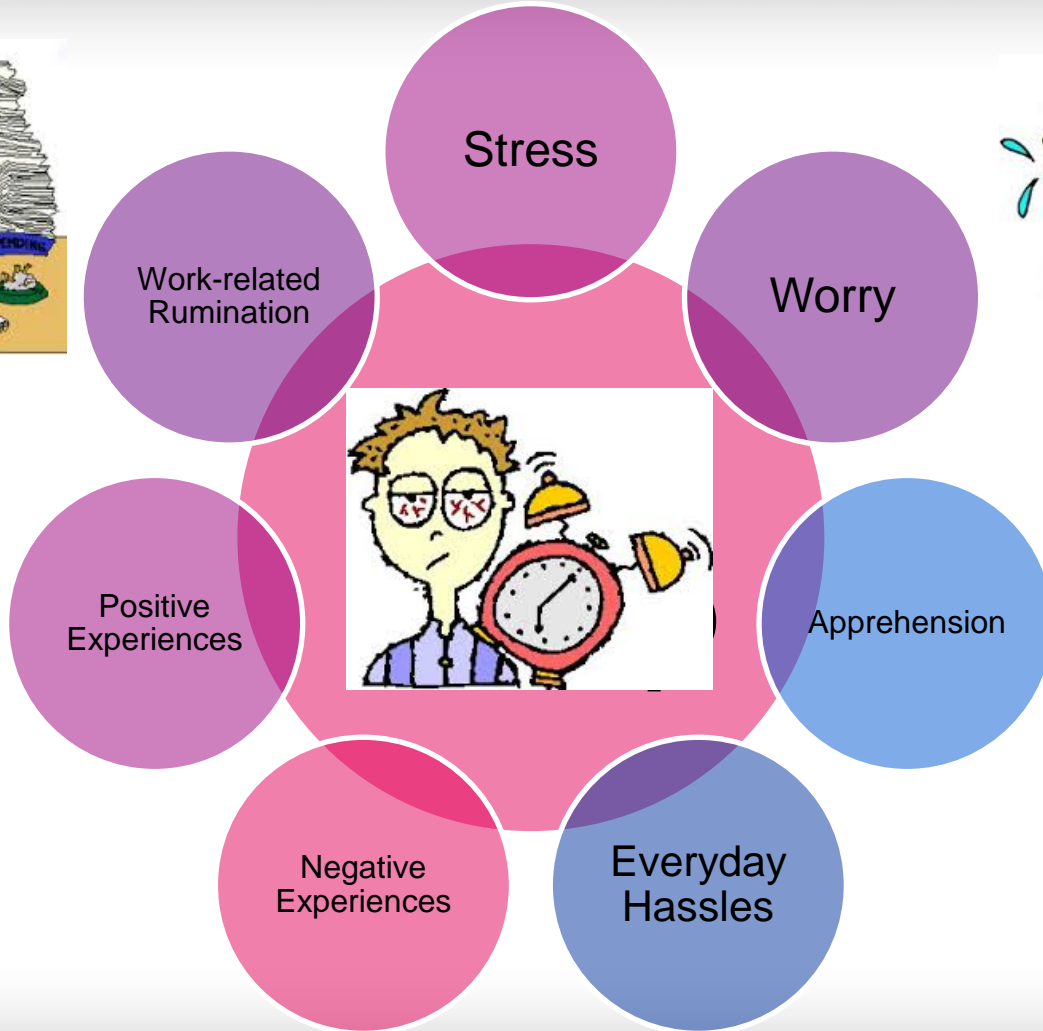 Stress
Worry
Apprehension
Everyday
Hassles
Negative
Experiences
Positive
Experiences
Work-related
Rumination